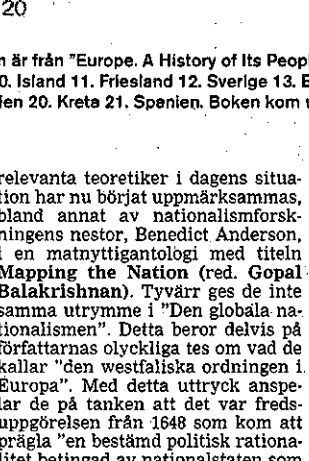 20
n är från "Europe. A History of Its Peopl
0. Island 11. Friesland 12. Sverige 13. E
fen 20. Kreta 21. Spanien. Boken kom u
relevanta teoretiker i dagens situa-
tion har nu börjat uppmärksammas,
bland annat av nationalismforsk-
ningens nestor, Benedict Anderson,
i en matnyttigantologi med titeln
Mapping the Nation (red. Gopal
Balakrishnan). Tyvärr ges de inte
samma utrymme i "Den globala na-
tionalismen". Detta beror delvis på
författarnas olyckliga tes om vad de
kallar "den westfaliska ordningen i
Europa". Med detta uttryck anspe-
lar de på tanken att det var freds-
uppgörelsen från 1648 som kom att
prägla "en bestämd politisk rationa-
litet betingad av nationalstaten som